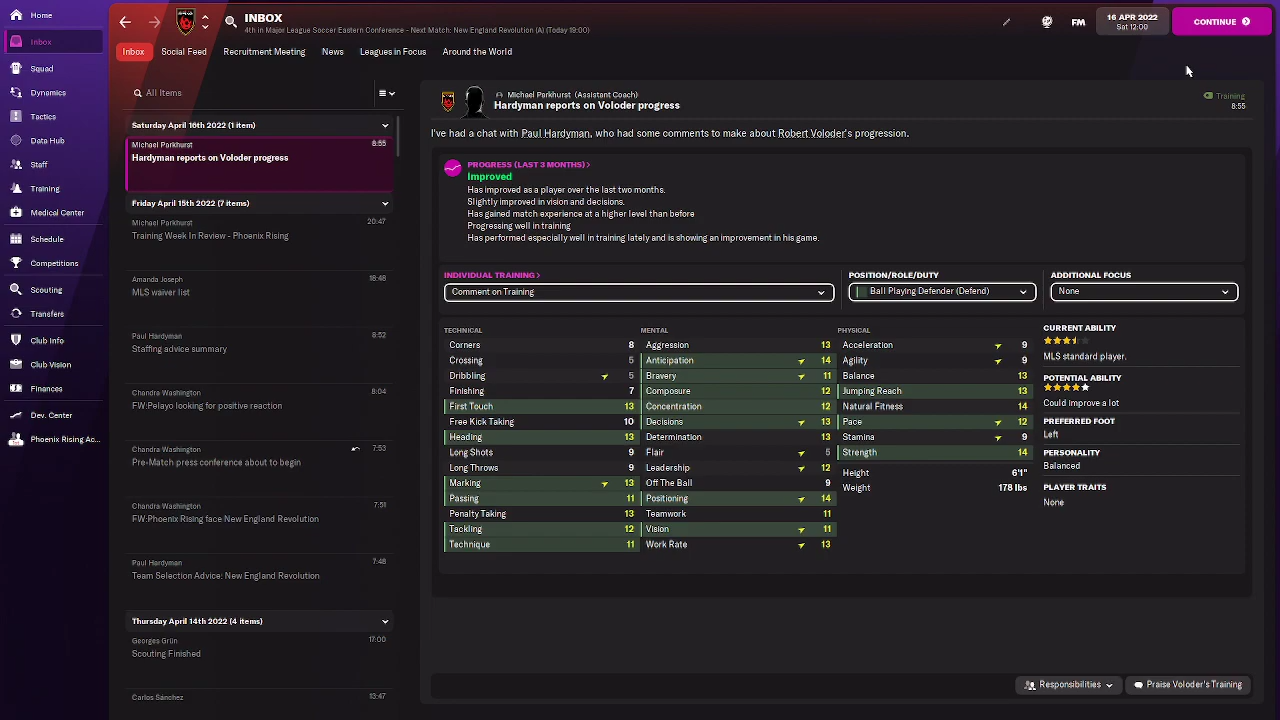 Home
Inbox
Squad
Dynamics
Tactics
Data Hub
Staff
Training
Medical Center
Schedule
Competitions
Scouting
Transfers
Club Info
Club Vision
Finances
Dev. Center
Phoenix Rising Ac...
INBOX
4th in Major League Soccer Eastern Conference - Next Match: New England Revolution (A) (Today 19:00)
FM
16 APR 2022
Sat 12:00
CONTINUE
Inbox Social Feed Recruitment Meeting News Leagues in Focus Around the World
All Items
Saturday April 16th 2022 (1 item)
Michael Parkhurst 8:55
Hardyman reports on Voloder progress
Friday April 15th 2022 (7 items)
Michael Parkhurst 20:47
Training Week In Review - Phoenix Rising
Amanda Joseph 16:48
MLS waiver list
Paul Hardyman 8:52
Staffing advice summary
Chandra Washington 8:04
FW:Pelayo looking for positive reaction
Chandra Washington 7:53
Pre-Match press conference about to begin
Chandra Washington 7:51
FW:Phoenix Rising face New England Revolution
Paul Hardyman 7:48
Team Selection Advice: New England Revolution
Thursday April 14th 2022 (4 items)
Georges Grün 17:00
Scouting Finished
Carlos Sánchez 13:47
Michael Parkhurst (Assistant Coach)
Hardyman reports on Voloder progress
Training
8:55
I've had a chat with Paul Hardyman, who had some comments to make about Robert Voloder's progression.
PROGRESS (LAST 3 MONTHS) >
Improved
Has improved as a player over the last two months.
Slightly improved in vision and decisions.
Has gained match experience at a higher level than before
Progressing well in training
Has performed especially well in training lately and is showing an improvement in his game.
INDIVIDUAL TRAINING > POSITION/ROLE/DUTY ADDITIONAL FOCUS
Comment on Training Ball Playing Defender (Defend) None
TECHNICAL
Corners 8
Crossing 5
Dribbling 5
Finishing 7
First Touch 13
Free Kick Taking 10
Heading 13
Long Shots 9
Long Throws 9
Marking 13
Passing 11
Penalty Taking 13
Tackling 12
Technique 11
MENTAL
Aggression 13
Anticipation 14
Bravery 11
Composure 12
Concentration 12
Decisions 13
Determination 13
Flair 5
Leadership 12
Off The Ball 9
Positioning 14
Teamwork 11
Vision 11
Work Rate 13
PHYSICAL
Acceleration 9
Agility 9
Balance 13
Jumping Reach 13
Natural Fitness 14
Pace 12
Stamina 9
Strength 14
Height 6'1"
Weight 178 lbs
CURRENT ABILITY
MLS standard player.
POTENTIAL ABILITY
Could improve a lot
PREFERRED FOOT
Left
PERSONALITY
Balanced
PLAYER TRAITS
None
Responsibilities Praise Voloder's Training